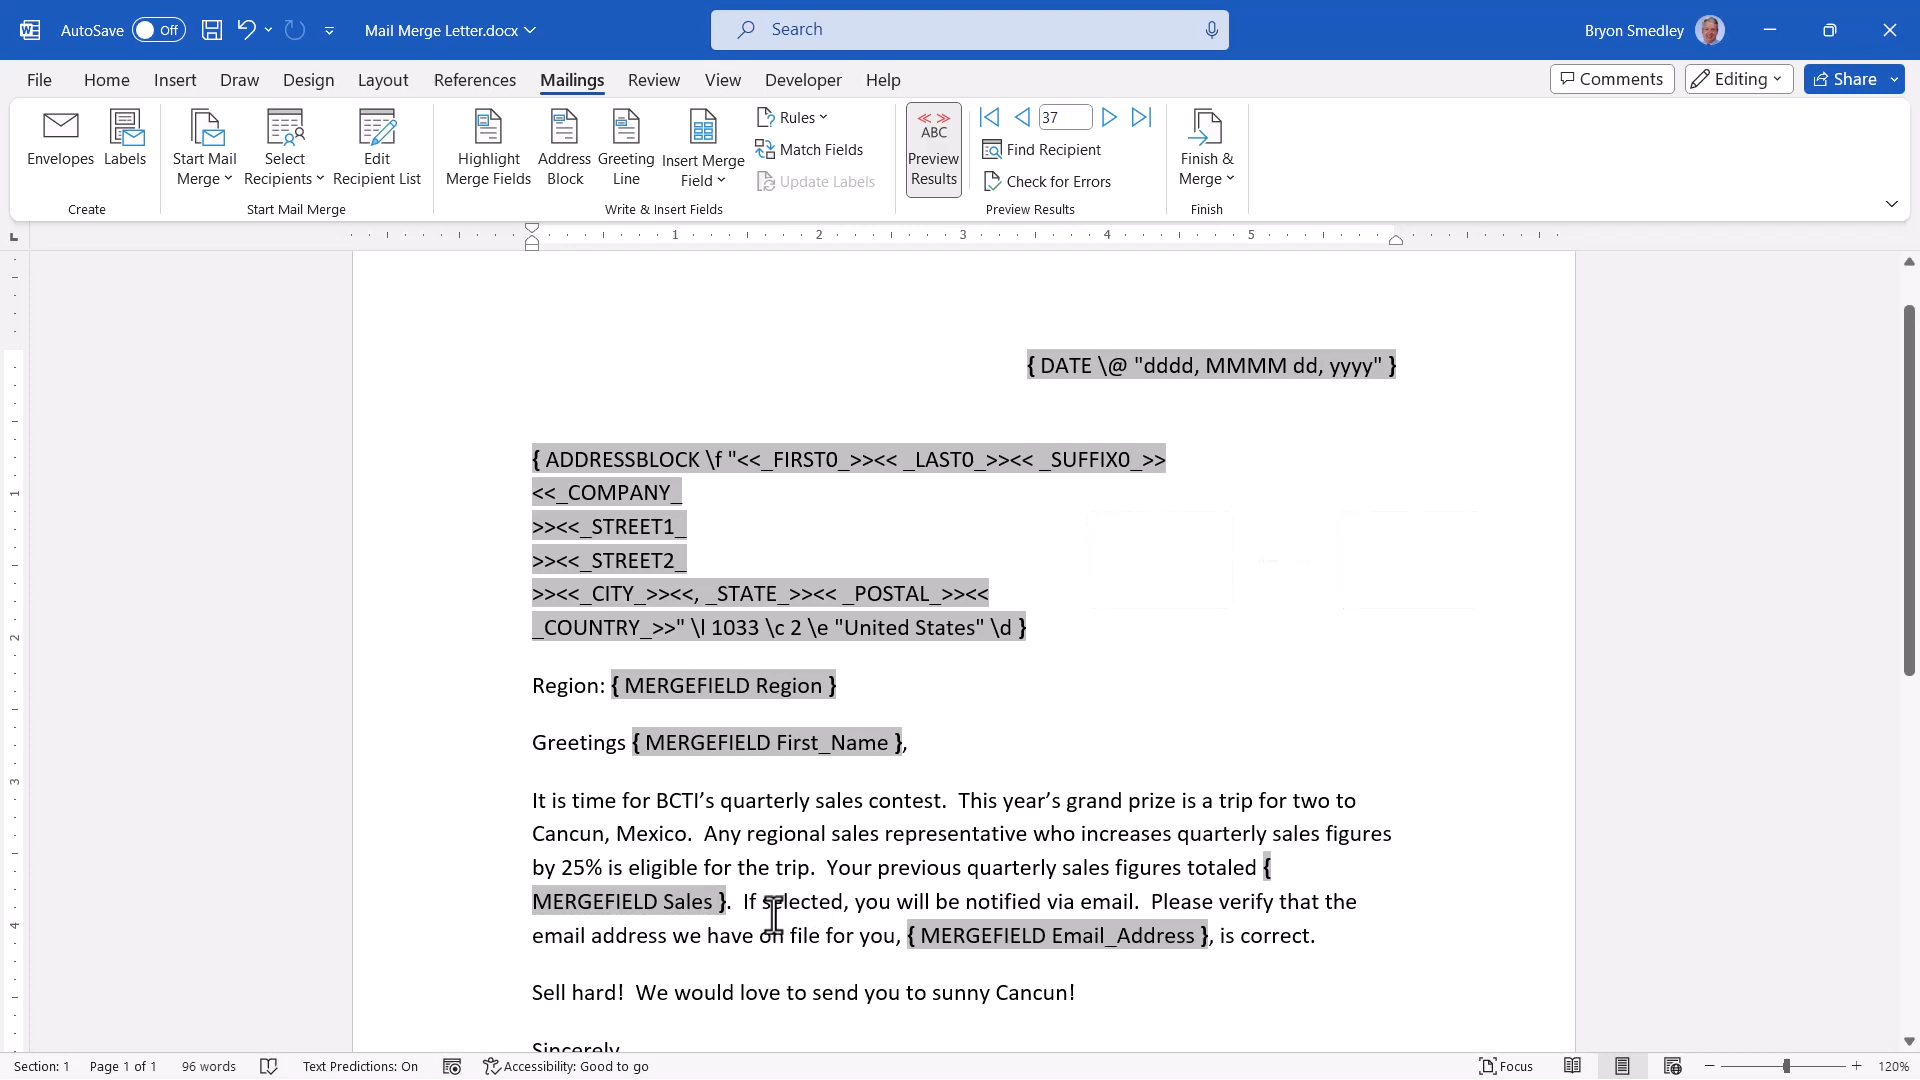 AutoSave Off Mail Merge Letter.docx Search Bryon Smedley
File Home Insert Draw Design Layout References Mailings Review View Developer Help Comments Editing Share
Envelopes Labels Start Mail Merge Select Recipients Edit Recipient List Highlight Merge Fields Address Block Greeting Line Insert Merge Field Rules Match Fields Update Labels << >> ABC Preview Results 37 Find Recipient Check for Errors Finish & Merge
Create Start Mail Merge Write & Insert Fields Preview Results Finish
1 2 3 4 5
{ DATE \@ "dddd, MMMM dd, yyyy" }
{ ADDRESSBLOCK \f "<<_FIRST0_>><< _LAST0_>><< _SUFFIX0_>>
<<_COMPANY_
>><<_STREET1_
>><<_STREET2_
>><<_CITY_>><<, _STATE_>><< _POSTAL_>><<
_COUNTRY_>>" \l 1033 \c 2 \e "United States" \d }
Region: { MERGEFIELD Region }
Greetings { MERGEFIELD First_Name },
It is time for BCTI’s quarterly sales contest.  This year’s grand prize is a trip for two to
Cancun, Mexico.  Any regional sales representative who increases quarterly sales figures
by 25% is eligible for the trip.  Your previous quarterly sales figures totaled {
MERGEFIELD Sales }.  If selected, you will be notified via email.  Please verify that the
email address we have on file for you, { MERGEFIELD Email_Address }, is correct.
Sell hard!  We would love to send you to sunny Cancun!
Sincerely
1
2
3
4
Section: 1 Page 1 of 1 96 words Text Predictions: On Accessibility: Good to go Focus 120%